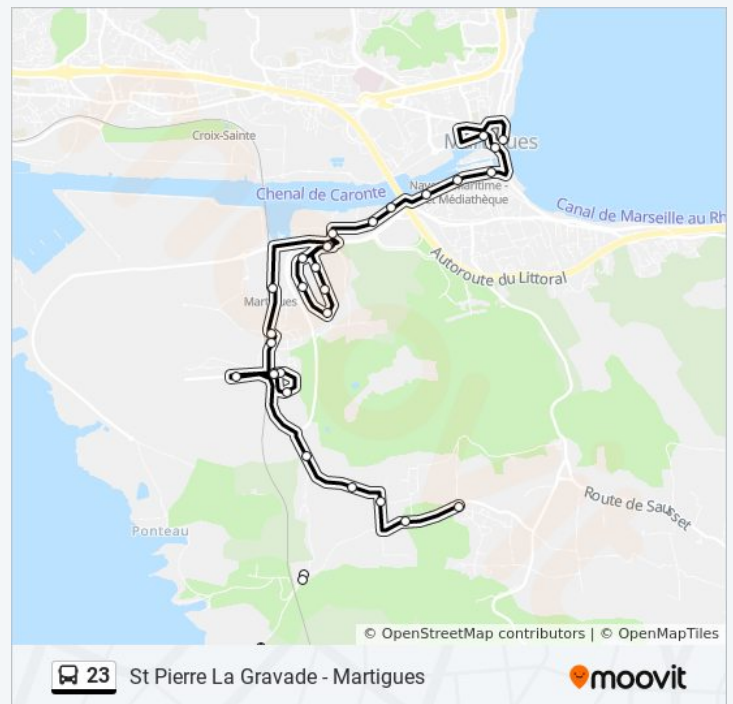 Croix-Sainte
Martigues
Chenal de Caronte
Naval Maritime -
et Médiathèque
Canal de Marseille au Rh
Autoroute du Littoral
Martigues
Route de Sausset
Ponteau
© OpenStreetMap contributors | © OpenMapTiles
23 St Pierre La Gravade - Martigues
moovit